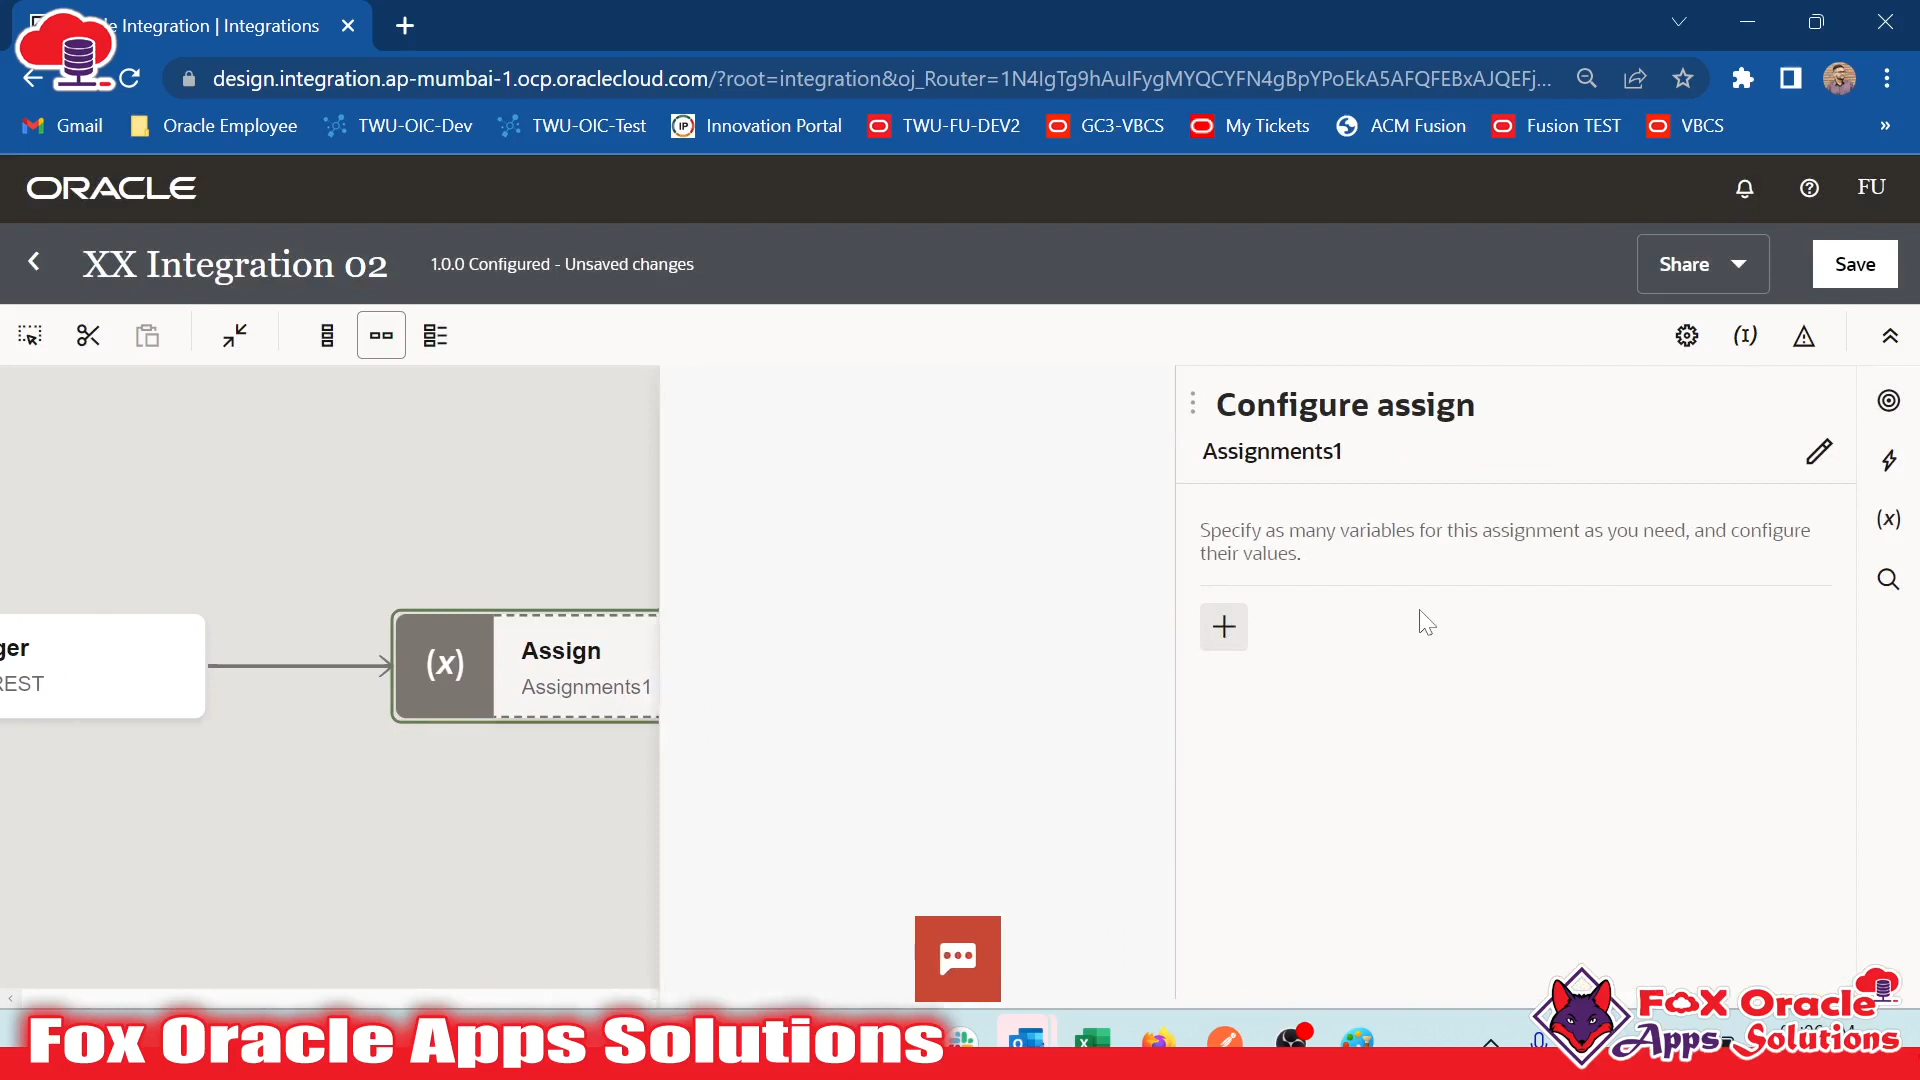 Integration | Integrations
design.integration.ap-mumbai-1.ocp.oraclecloud.com/?root=integration&oj_Router=1N4IgTg9hAuIFygMYQCYFN4gBpYPoEkA5AFQFEBxAJQEFj...
Gmail
Oracle Employee
TWU-OIC-Dev
TWU-OIC-Test
IP
Innovation Portal
TWU-FU-DEV2
GC3-VBCS
My Tickets
ACM Fusion
Fusion TEST
VBCS
»
ORACLE
FU
XX Integration 02
1.0.0 Configured - Unsaved changes
Share
Save
Configure assign
Assignments1
Specify as many variables for this assignment as you need, and configure
their values.
(x)
Assign
Assignments1
REST
Fox Oracle Apps Solutions
FoX Oracle
Apps Solutions